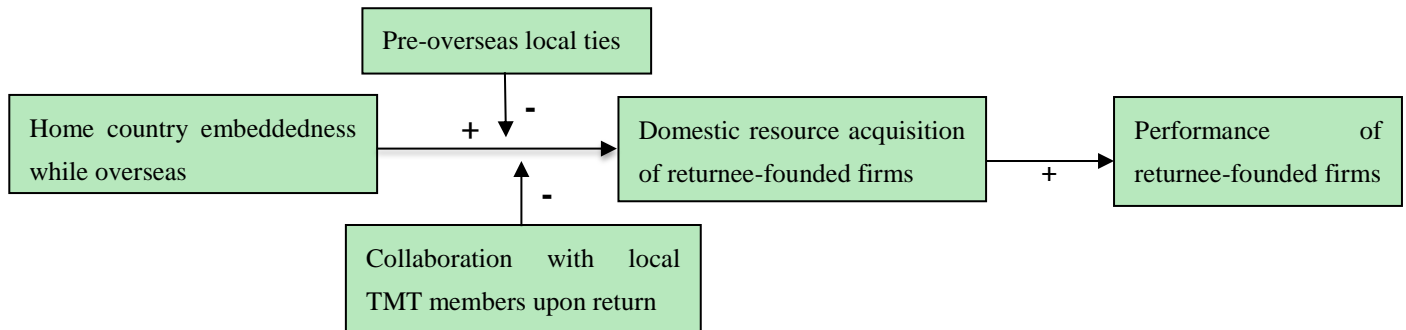 Pre-overseas local ties
-
Home country embeddedness
while overseas
+
Domestic resource acquisition
of returnee-founded firms
+
Performance of
returnee-founded firms
-
Collaboration with local
TMT members upon return